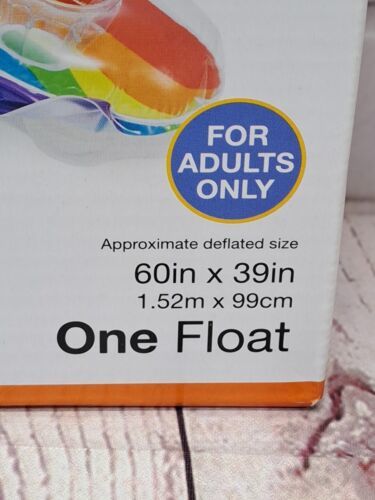 FOR
ADULTS
ONLY
Approximate deflated size
60in x 39in
1.52m x 99cm
One Float